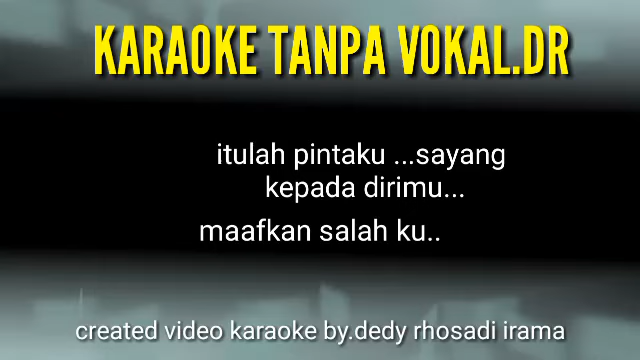 KARAOKE TANPA VOKAL.DR
itulah pintaku ...sayang
kepada dirimu...
maafkan salah ku..
created video karaoke by.dedy rhosadi irama